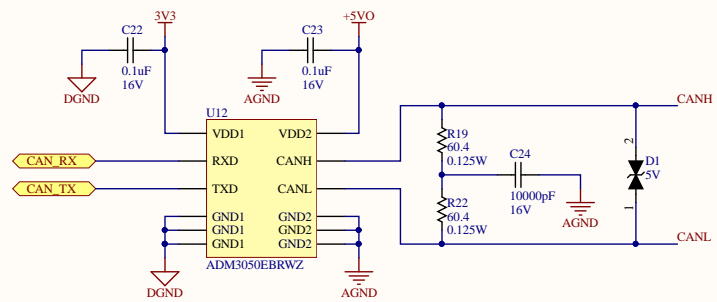 3V3
+5VO
C22
0.1uF
16V
DGND
C23
0.1uF
16V
AGND
U12
VDD1
VDD2
RXD
CANH
TXD
CANL
GND1
GND2
GND1
GND2
GND1
GND2
ADM3050EBRWZ
CAN_RX
CAN_TX
DGND
AGND
CANH
R19
60.4
0.125W
C24
10000pF
16V
AGND
R22
60.4
0.125W
2
D1
5V
1
CANL